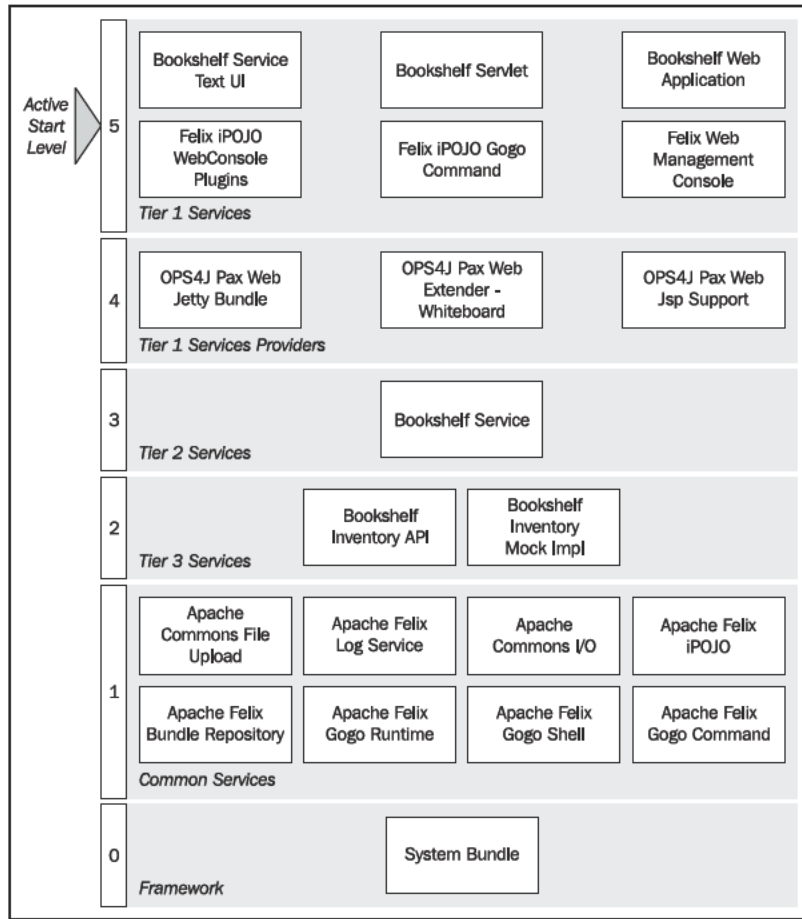 Active
Start
Level
5
Bookshelf Service
Text UI
Bookshelf Servlet
Bookshelf Web
Application
Felix iPOJO
WebConsole
Plugins
Felix iPOJO Gogo
Command
Felix Web
Management
Console
Tier 1 Services
4
OPS4J Pax Web
Jetty Bundle
OPS4J Pax Web
Extender -
Whiteboard
OPS4J Pax Web
Jsp Support
Tier 1 Services Providers
3
Bookshelf Service
Tier 2 Services
2
Bookshelf
Inventory API
Bookshelf
Inventory
Mock Impl
Tier 3 Services
1
Apache
Commons File
Upload
Apache Felix
Log Service
Apache
Commons I/O
Apache Felix
iPOJO
Apache Felix
Bundle Repository
Apache Felix
Gogo Runtime
Apache Felix
Gogo Shell
Apache Felix
Gogo Command
Common Services
0
System Bundle
Framework